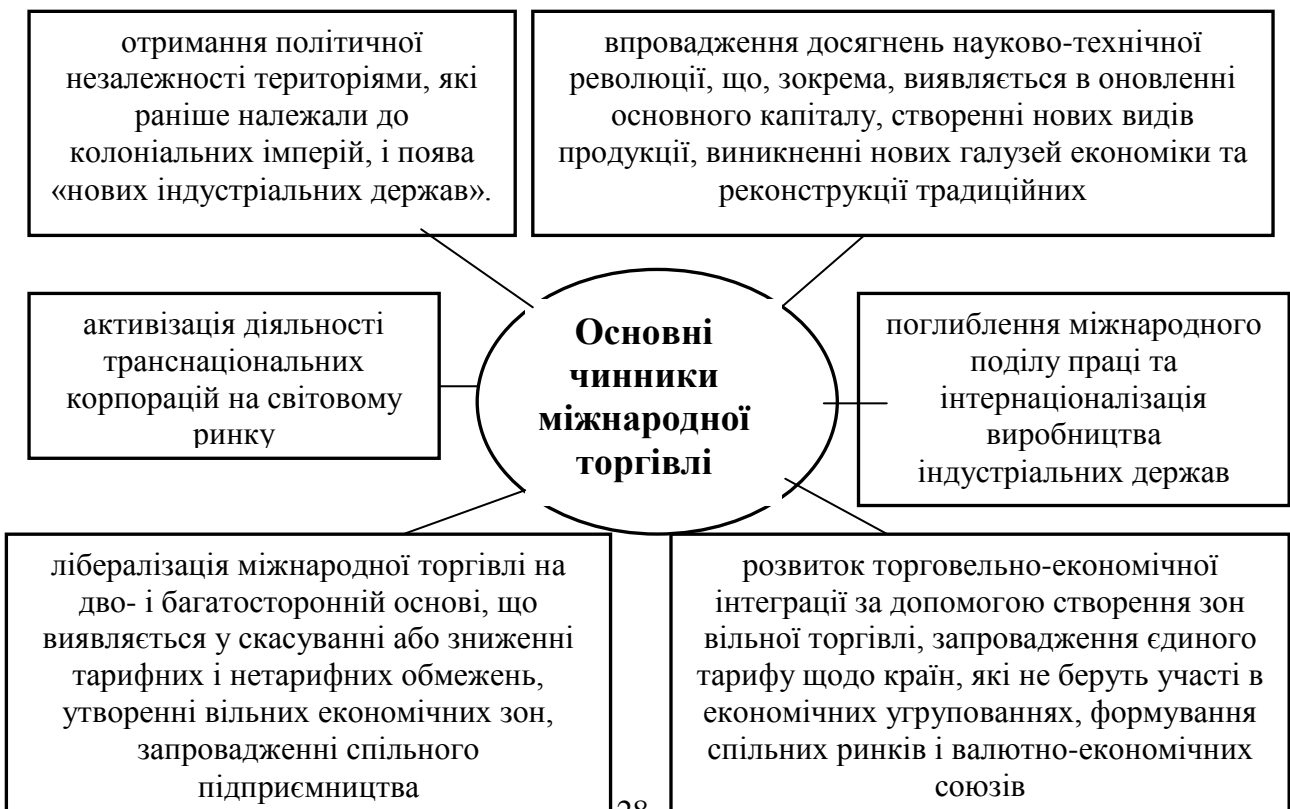 отримання політичної
незалежності територіями, які
раніше належали до
колоніальних імперій, і поява
«нових індустріальних держав».
впровадження досягнень науково-технічної
революції, що, зокрема, виявляється в оновленні
основного капіталу, створенні нових видів
продукції, виникненні нових галузей економіки та
реконструкції традиційних
активізація діяльності
транснаціональних
корпорацій на світовому
ринку
Основні
чинники
міжнародної
торгівлі
поглиблення міжнародного
поділу праці та
інтернаціоналізація
виробництва
індустріальних держав
лібералізація міжнародної торгівлі на
дво- і багатосторонній основі, що
виявляється у скасуванні або зниженні
тарифних і нетарифних обмежень,
утворенні вільних економічних зон,
запровадженні спільного
підприємництва
розвиток торговельно-економічної
інтеграції за допомогою створення зон
вільної торгівлі, запровадження єдиного
тарифу щодо країн, які не беруть участі в
економічних угрупованнях, формування
спільних ринків і валютно-економічних
союзів
28